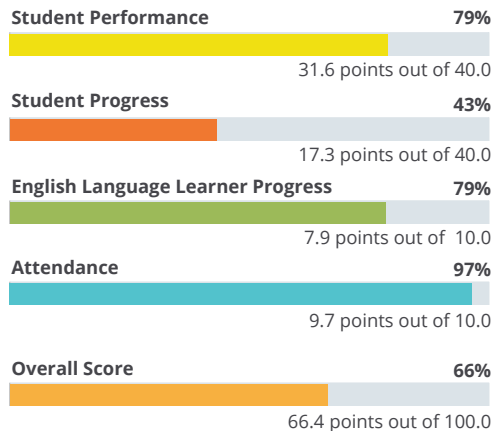 Student Performance 79%
31.6 points out of 40.0
Student Progress 43%
17.3 points out of 40.0
English Language Learner Progress 79%
7.9 points out of 10.0
Attendance 97%
9.7 points out of 10.0
Overall Score 66%
66.4 points out of 100.0